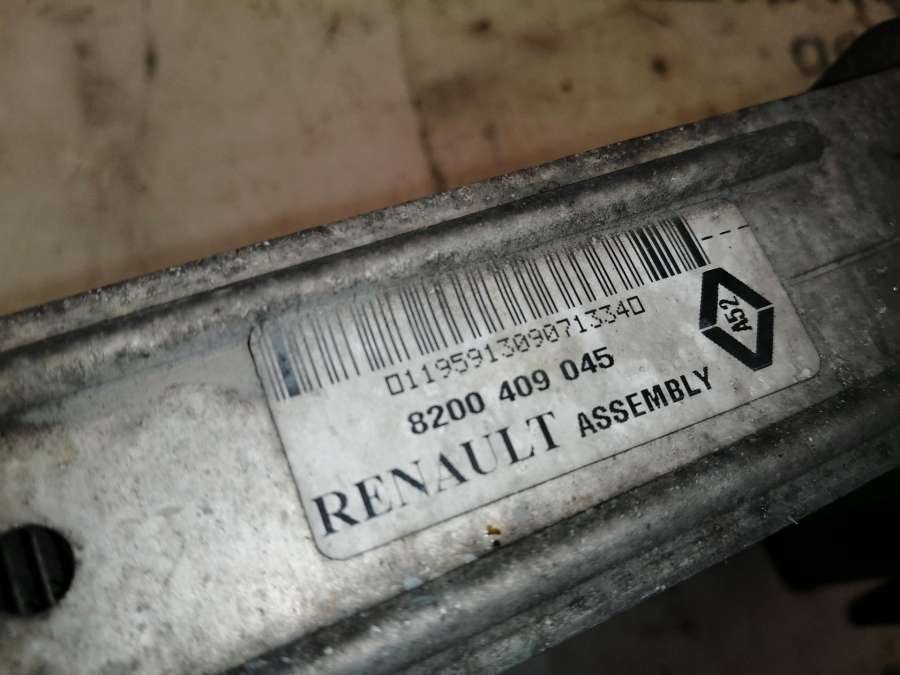 01195913090713340
8200 409 045
RENAULT ASSEMBLY
A52